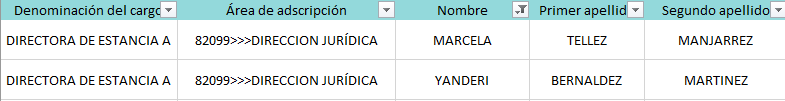 Denominación del cargo Área de adscripción Nombre Primer apellid Segundo apellido
DIRECTORA DE ESTANCIA A 82099>>>DIRECCION JURÍDICA MARCELA TELLEZ MANJARREZ
DIRECTORA DE ESTANCIA A 82099>>>DIRECCION JURÍDICA YANDERI BERNALDEZ MARTINEZ